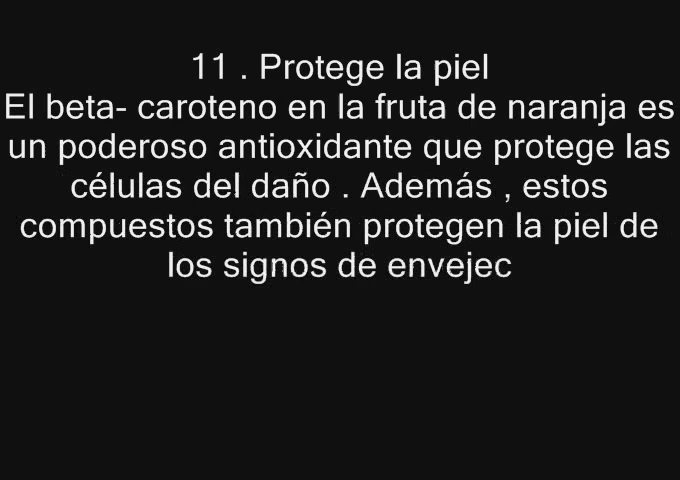 11 . Protege la piel
El beta- caroteno en la fruta de naranja es
un poderoso antioxidante que protege las
células del daño . Además , estos
compuestos también protegen la piel de
los signos de envejec